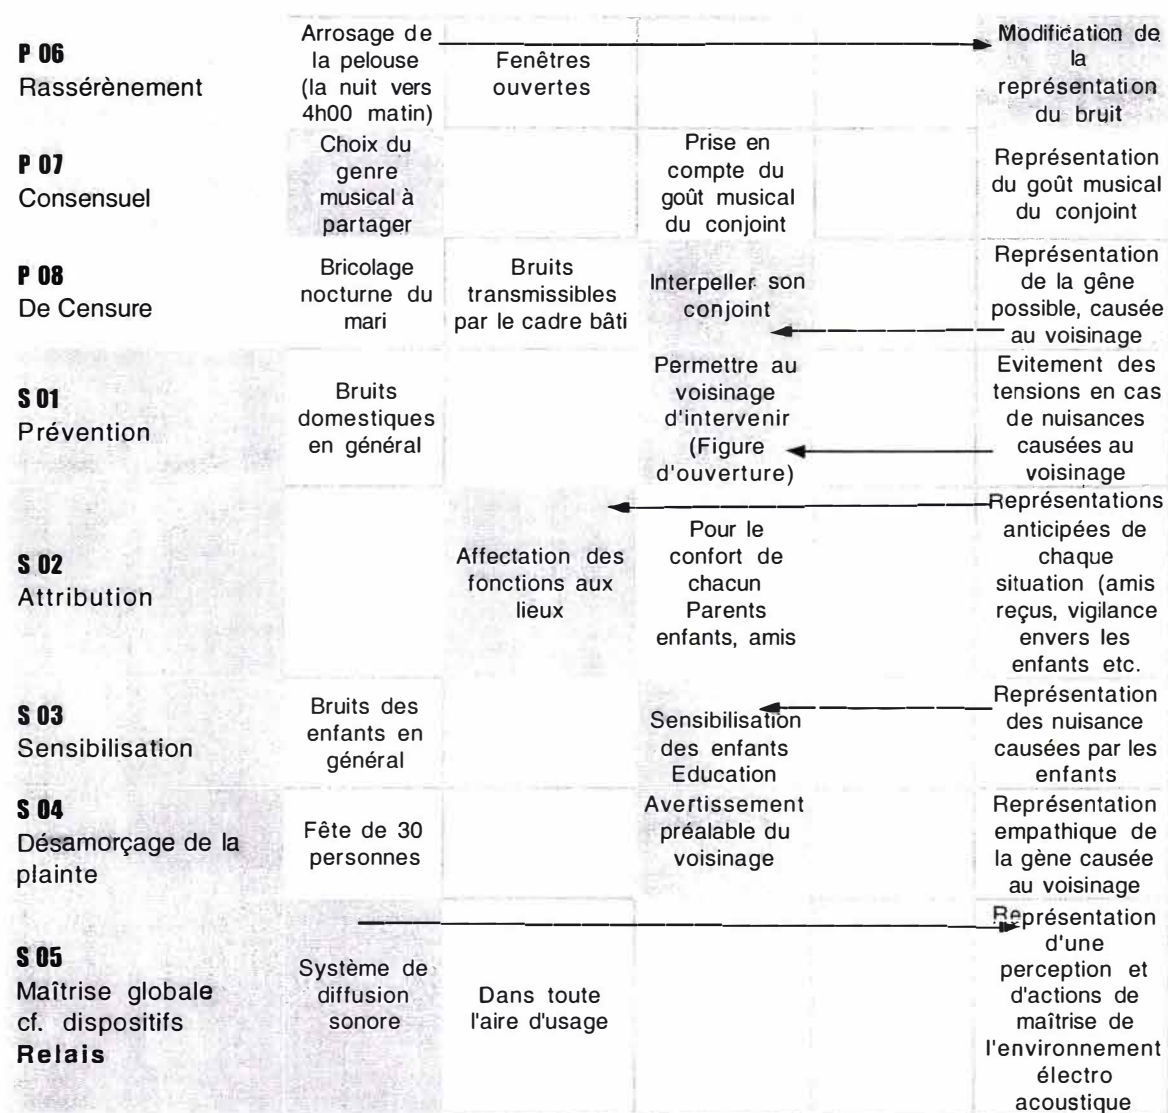 P 06
Rassérènement
Arrosage de
la pelouse
(la nuit vers
4h00 matin)
Fenêtres
ouvertes
Modification de
la
représentation
du bruit
P 07
Consensuel
Choix du
genre
musical à
partager
Prise en
compte du
goût musical
du conjoint
Représentation
du goût musical
du conjoint
P 08
De Censure
Bricolage
nocturne du
mari
Bruits
transmissibles
par le cadre bâti
Interpeller son
conjoint
Représentation
de la gêne
possible, causée
au voisinage
S 01
Prévention
Bruits
domestiques
en général
Permettre au
voisinage
d'intervenir
(Figure
d'ouverture)
Evitement des
tensions en cas
de nuisances
causées au
voisinage
S 02
Attribution
Affectation des
fonctions aux
lieux
Pour le
confort de
chacun
Parents
enfants, amis
Représentations
anticipées de
chaque
situation (amis
reçus, vigilance
envers les
enfants etc.
S 03
Sensibilisation
Bruits des
enfants en
général
Sensibilisation
des enfants
Education
Représentation
des nuisance
causées par les
enfants
S 04
Désamorçage de la
plainte
Fête de 30
personnes
Avertissement
préalable du
voisinage
Représentation
empathique de
la gène causée
au voisinage
S 05
Maîtrise globale
cf. dispositifs
Relais
Système de
diffusion
sonore
Dans toute
l'aire d'usage
Représentation
d'une
perception et
d'actions de
maîtrise de
l'environnement
électro
acoustique